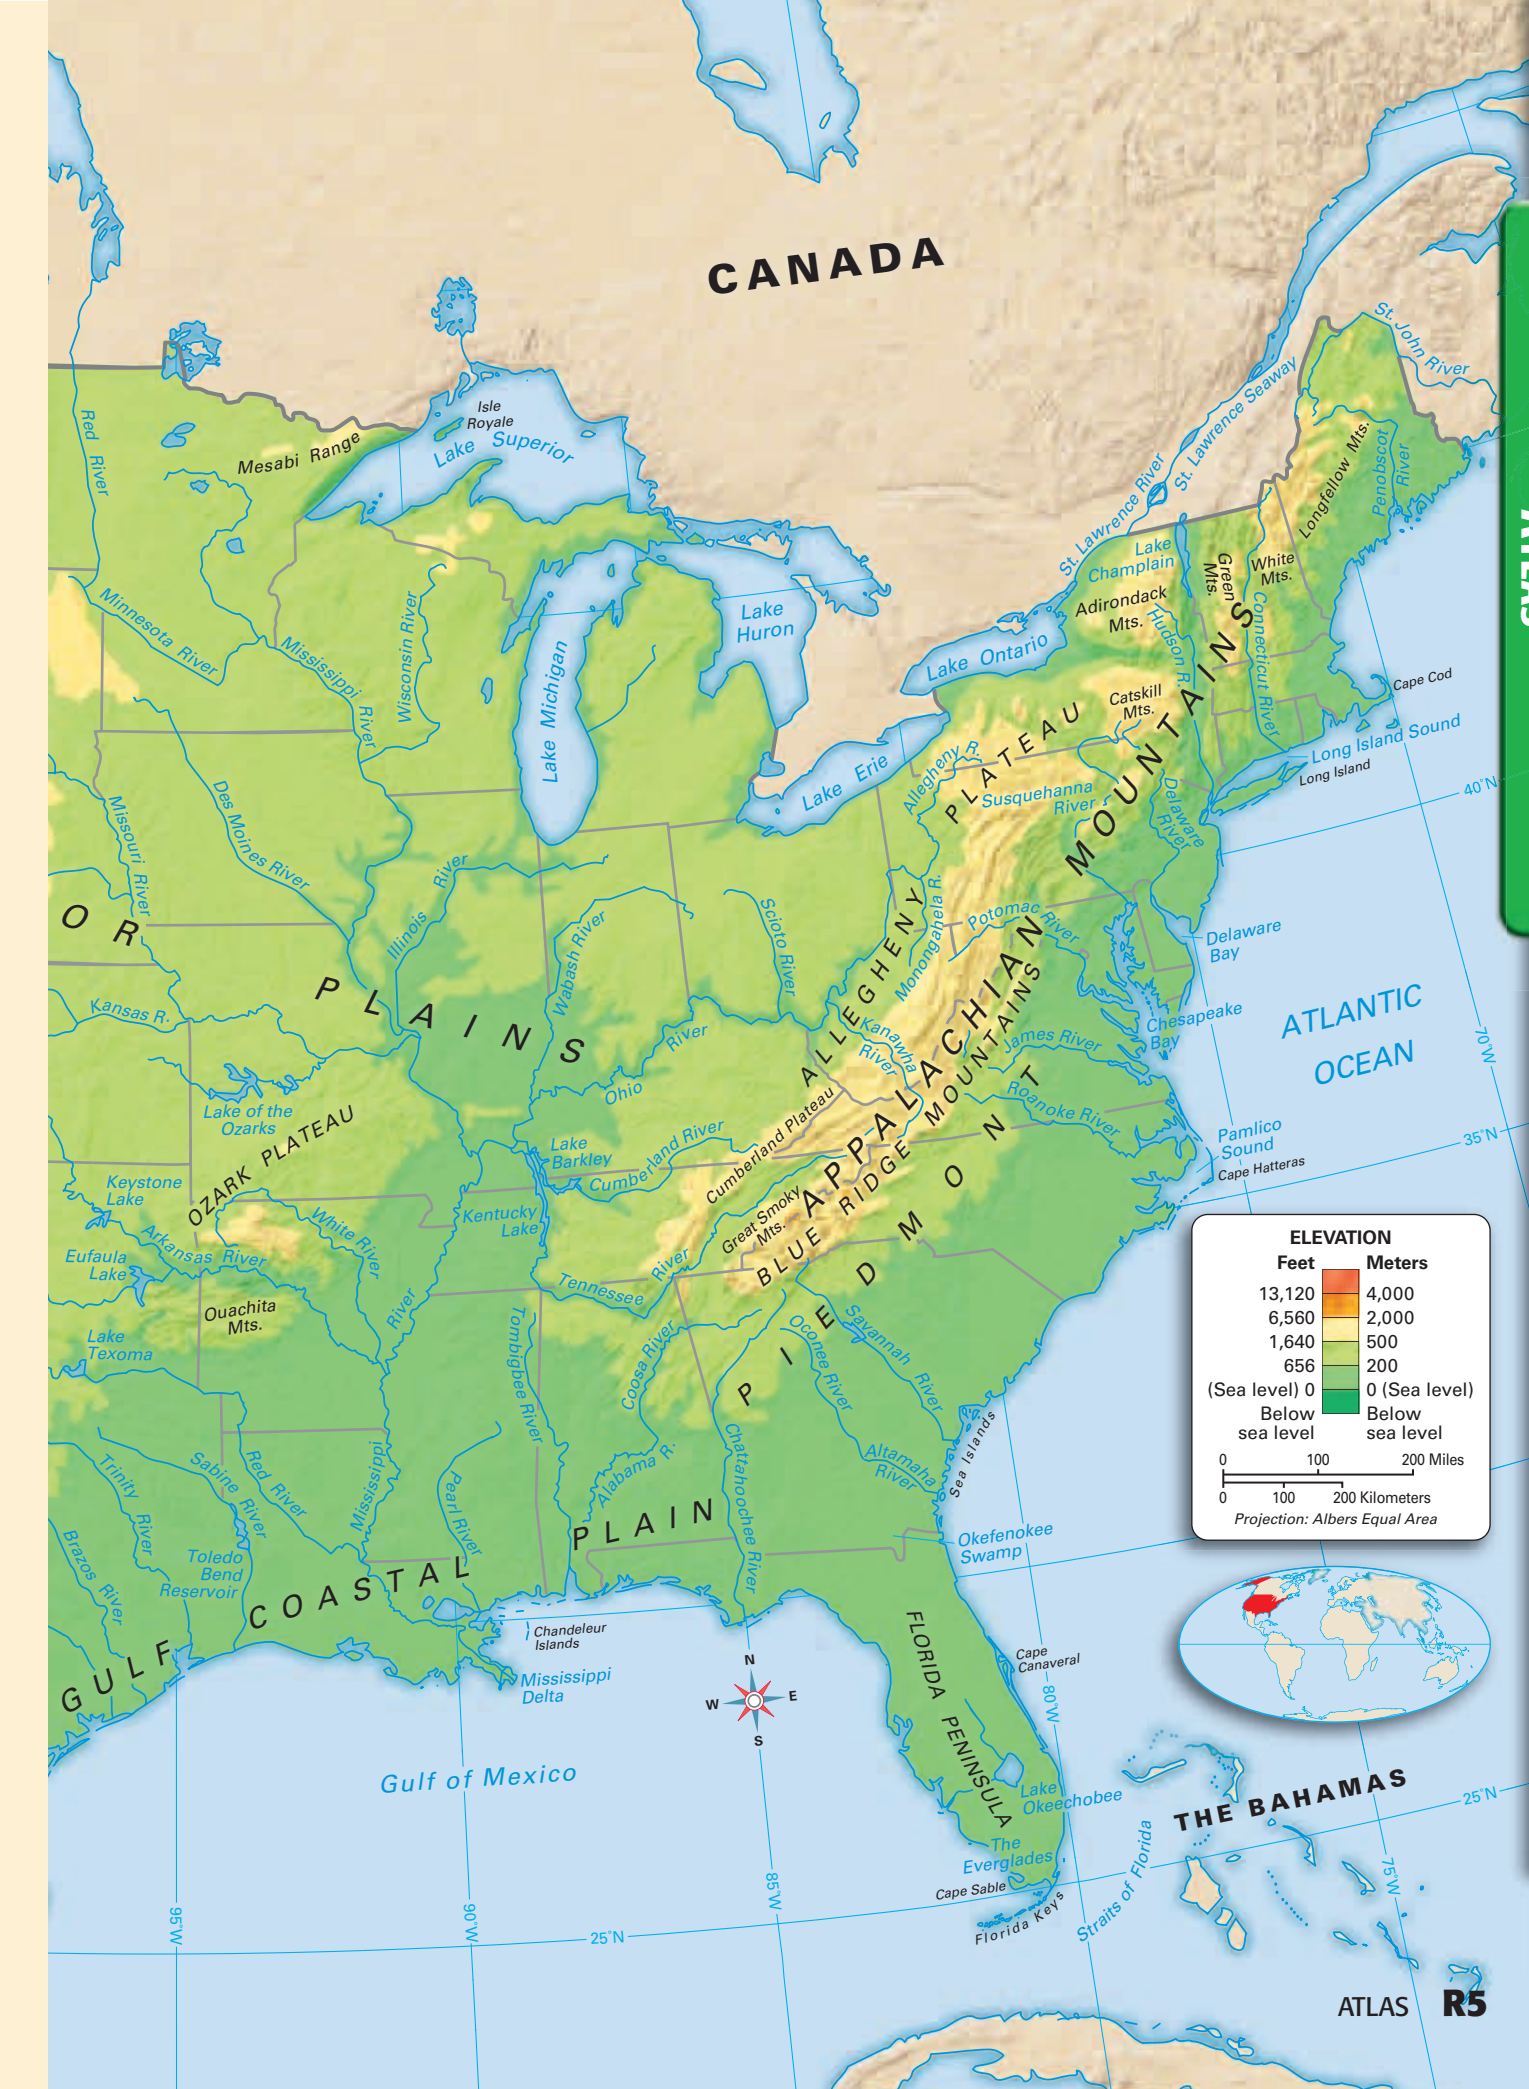 CANADA
St. John River
Isle
Royale
Lake Superior
Mesabi Range
Red River
St. Lawrence Seaway
St. Lawrence River
Longfellow Mts.
Penobscot
River
Lake
Champlain
Green
Mts.
White
Mts.
Adirondack
Mts.
Hudson R.
Connecticut River
Minnesota River
Mississippi
River
Wisconsin River
Lake Michigan
Lake
Huron
Lake Ontario
Catskill
Mts.
Cape Cod
Long Island Sound
Long Island
Lake Erie
Allegheny R.
ALLEGHENY PLATEAU
Susquehanna
River
Delaware
River
APPALACHIAN MOUNTAINS
40°N
Missouri River
Des Moines River
Illinois River
Wabash River
Scioto River
Monongahela R.
Potomac River
Delaware
Bay
OR
PLAINS
Kansas R.
Chesapeake
Bay
ATLANTIC
OCEAN
70°W
Kanawha
River
James River
Roanoke River
Ohio River
Lake of the
Ozarks
OZARK PLATEAU
Lake
Barkley
Cumberland River
Cumberland Plateau
BLUE RIDGE MOUNTAINS
PIEDMONT
Pamlico
Sound
35°N
Cape Hatteras
Keystone
Lake
Kentucky
Lake
Great Smoky
Mts.
Arkansas River
White River
Eufaula
Lake
Ouachita
Mts.
Tennessee River
Lake
Texoma
River
Tombigbee River
Coosa River
Oconee River
Savannah River
ELEVATION
Feet Meters
13,120 4,000
6,560 2,000
1,640 500
656 200
(Sea level) 0 0 (Sea level)
Below Below
sea level sea level
0 100 200 Miles
0 100 200 Kilometers
Projection: Albers Equal Area
Trinity River
Sabine River
Red River
Mississippi
Pearl River
Alabama R.
Chattahoochee River
Altamaha
River
Sea Islands
Brazos River
Toledo
Bend
Reservoir
Okefenokee
Swamp
GULF COASTAL PLAIN
Chandeleur
Islands
Mississippi
Delta
N
W E
S
FLORIDA PENINSULA
Cape
Canaveral
80°W
Gulf of Mexico
Lake
Okeechobee
The
Everglades
Cape Sable
Florida Keys
Straits of Florida
THE BAHAMAS
25°N
75°W
95°W
90°W
85°W
25°N
ATLAS R5